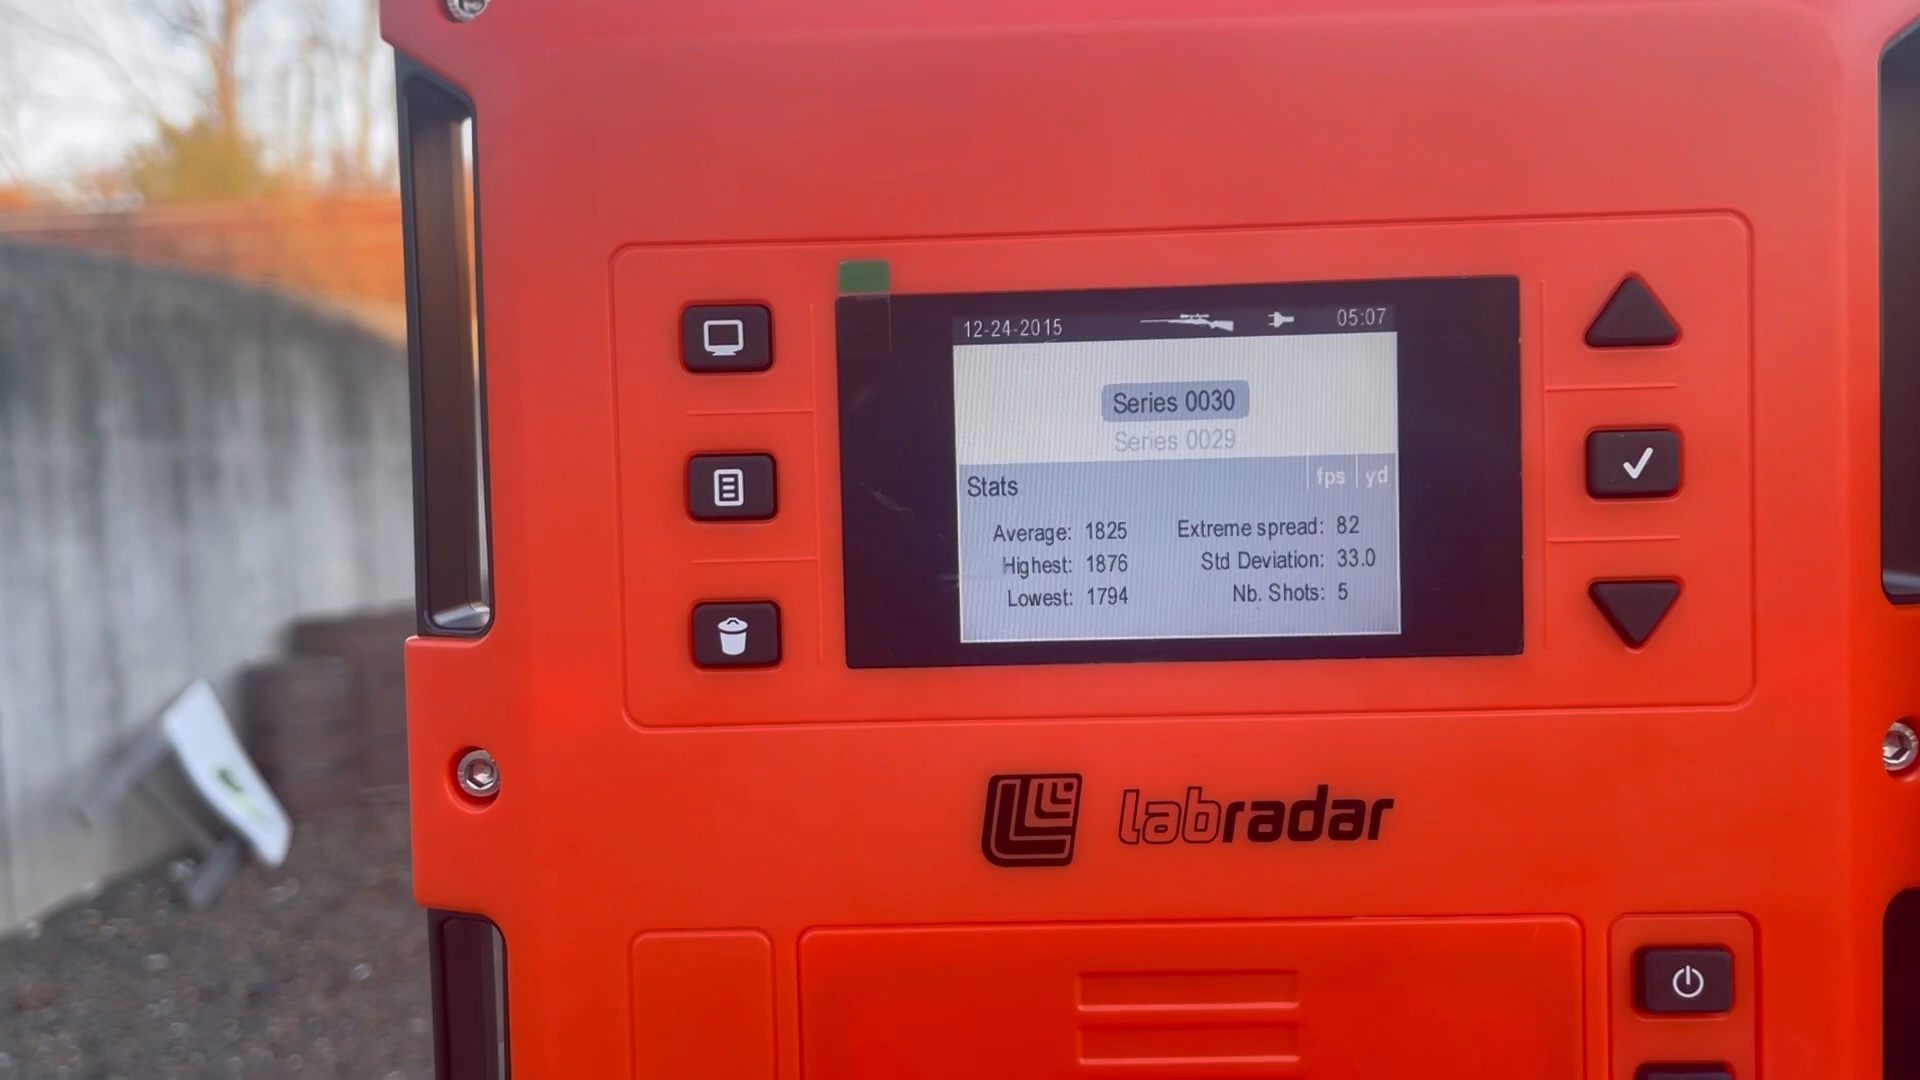 12-24-2015 05:07
Series 0030
Series 0029
Stats fps yd
Average: 1825 Extreme spread: 82
Highest: 1876 Std Deviation: 33.0
Lowest: 1794 Nb. Shots: 5
labradar